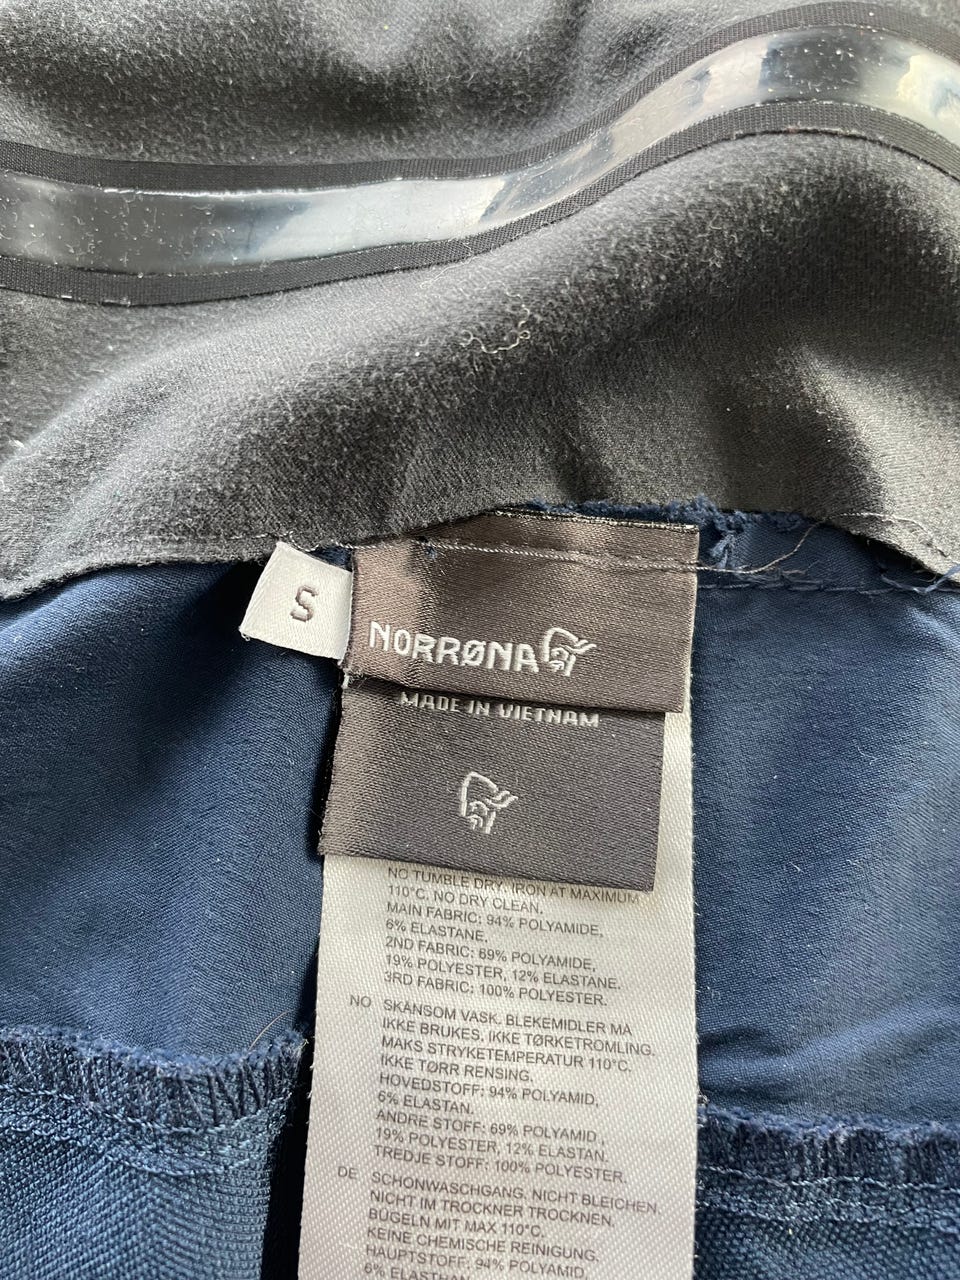 S
NORRØNA
MADE IN VIETNAM
NO TUMBLE DRY. IRON AT MAXIMUM
110°C. NO DRY CLEAN.
MAIN FABRIC: 94% POLYAMIDE,
6% ELASTANE.
2ND FABRIC: 69% POLYAMIDE,
19% POLYESTER, 12% ELASTANE.
3RD FABRIC: 100% POLYESTER.
NO SKÅNSOM VASK. BLEKEMIDLER MÅ
IKKE BRUKES. IKKE TØRKETROMLING.
MAKS STRYKETEMPERATUR 110°C.
IKKE TØRR RENSING.
HOVEDSTOFF: 94% POLYAMID,
6% ELASTAN.
ANDRE STOFF: 69% POLYAMID ,
19% POLYESTER, 12% ELASTAN.
TREDJE STOFF: 100% POLYESTER.
DE SCHONWASCHGANG. NICHT BLEICHEN.
NICHT IM TROCKNER TROCKNEN.
BÜGELN MIT MAX 110°C.
KEINE CHEMISCHE REINIGUNG.
HAUPTSTOFF: 94% POLYAMID,
6% ELASTHAN.